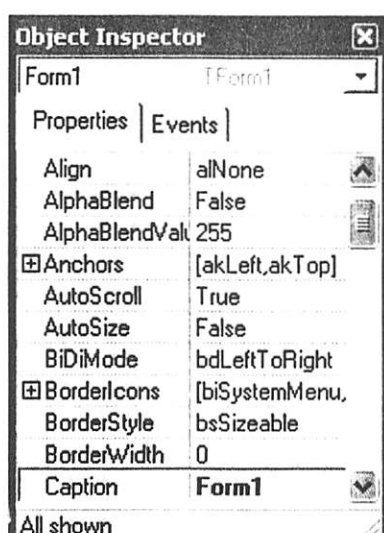 Object Inspector
Form1 TForm1
Properties Events
Align alNone
AlphaBlend False
AlphaBlendValu 255
Anchors [akLeft,akTop]
AutoScroll True
AutoSize False
BiDiMode bdLeftToRight
BorderIcons [biSystemMenu,
BorderStyle bsSizeable
BorderWidth 0
Caption Form1
All shown